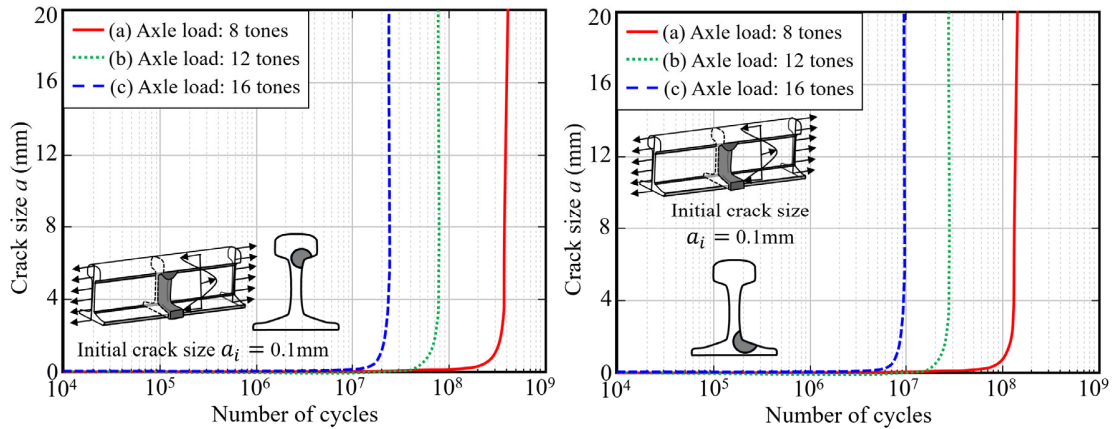 20
16
12
8
4
0
Crack size a (mm)
(a) Axle load: 8 tones
(b) Axle load: 12 tones
(c) Axle load: 16 tones
Initial crack size a_i = 0.1mm
10^4 10^5 10^6 10^7 10^8 10^9
Number of cycles
20
16
12
8
4
0
Crack size a (mm)
(a) Axle load: 8 tones
(b) Axle load: 12 tones
(c) Axle load: 16 tones
Initial crack size
a_i = 0.1mm
10^4 10^5 10^6 10^7 10^8 10^9
Number of cycles